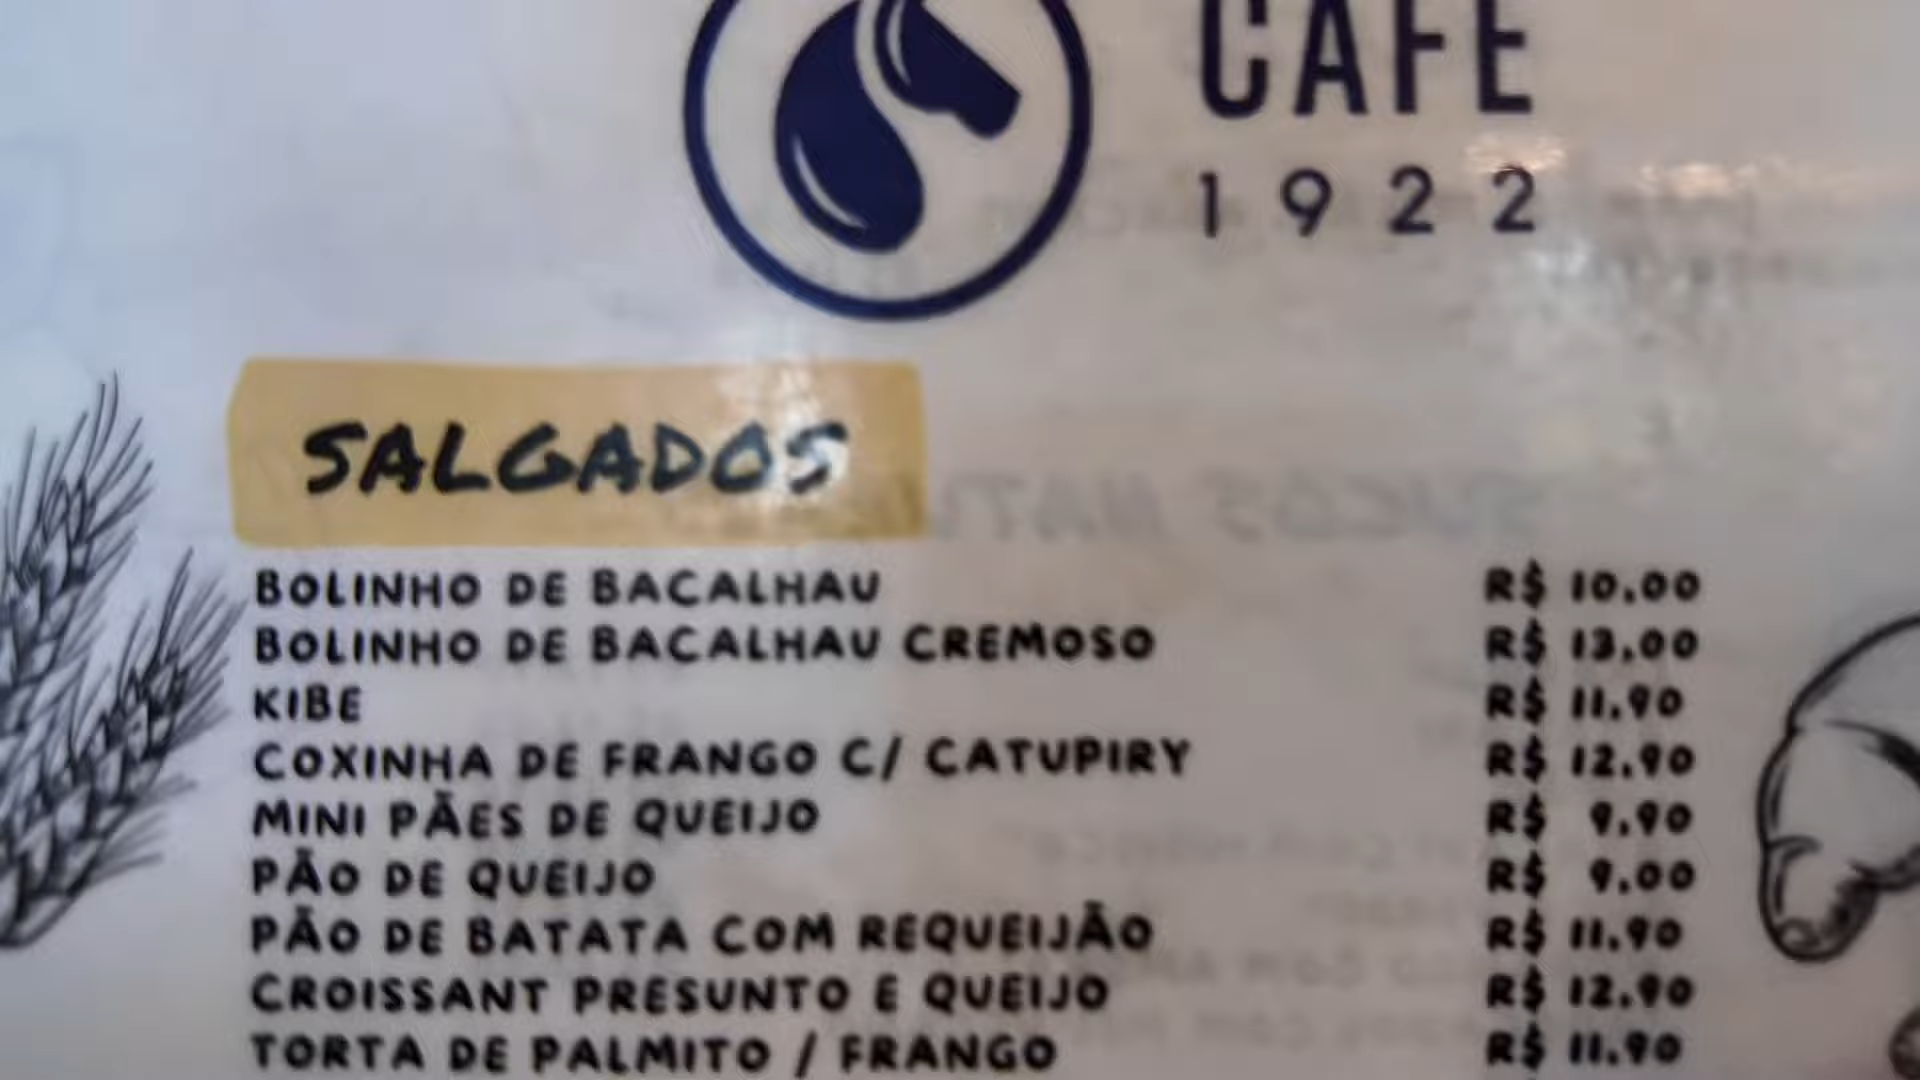 CAFÉ
1922
SALGADOS
BOLINHO DE BACALHAU R$ 10.00
BOLINHO DE BACALHAU CREMOSO R$ 13.00
KIBE R$ 11.90
COXINHA DE FRANGO C/ CATUPIRY R$ 12.90
MINI PÃES DE QUEIJO R$ 9.90
PÃO DE QUEIJO R$ 9.00
PÃO DE BATATA COM REQUEIJÃO R$ 11.90
CROISSANT PRESUNTO E QUEIJO R$ 12.90
TORTA DE PALMITO / FRANGO R$ 11.90